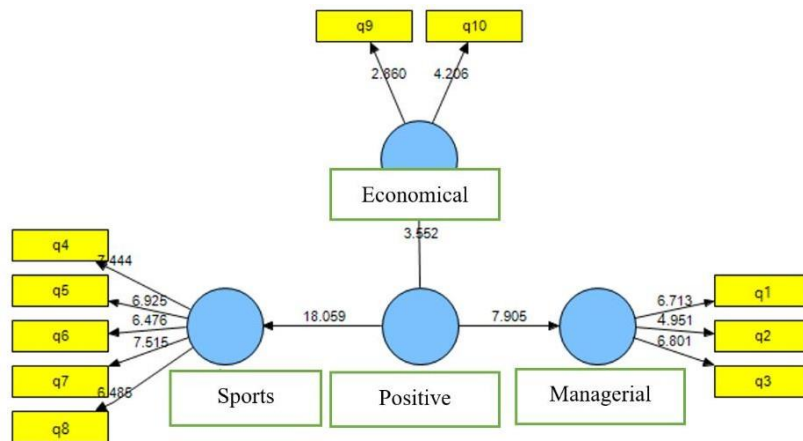 q9
q10
2.860
4.206
Economical
3.552
q4
7.444
q5
6.925
q6
6.476
q7
7.515
q8
6.485
18.059
7.905
q1
6.713
q2
4.951
q3
6.801
Sports
Positive
Managerial